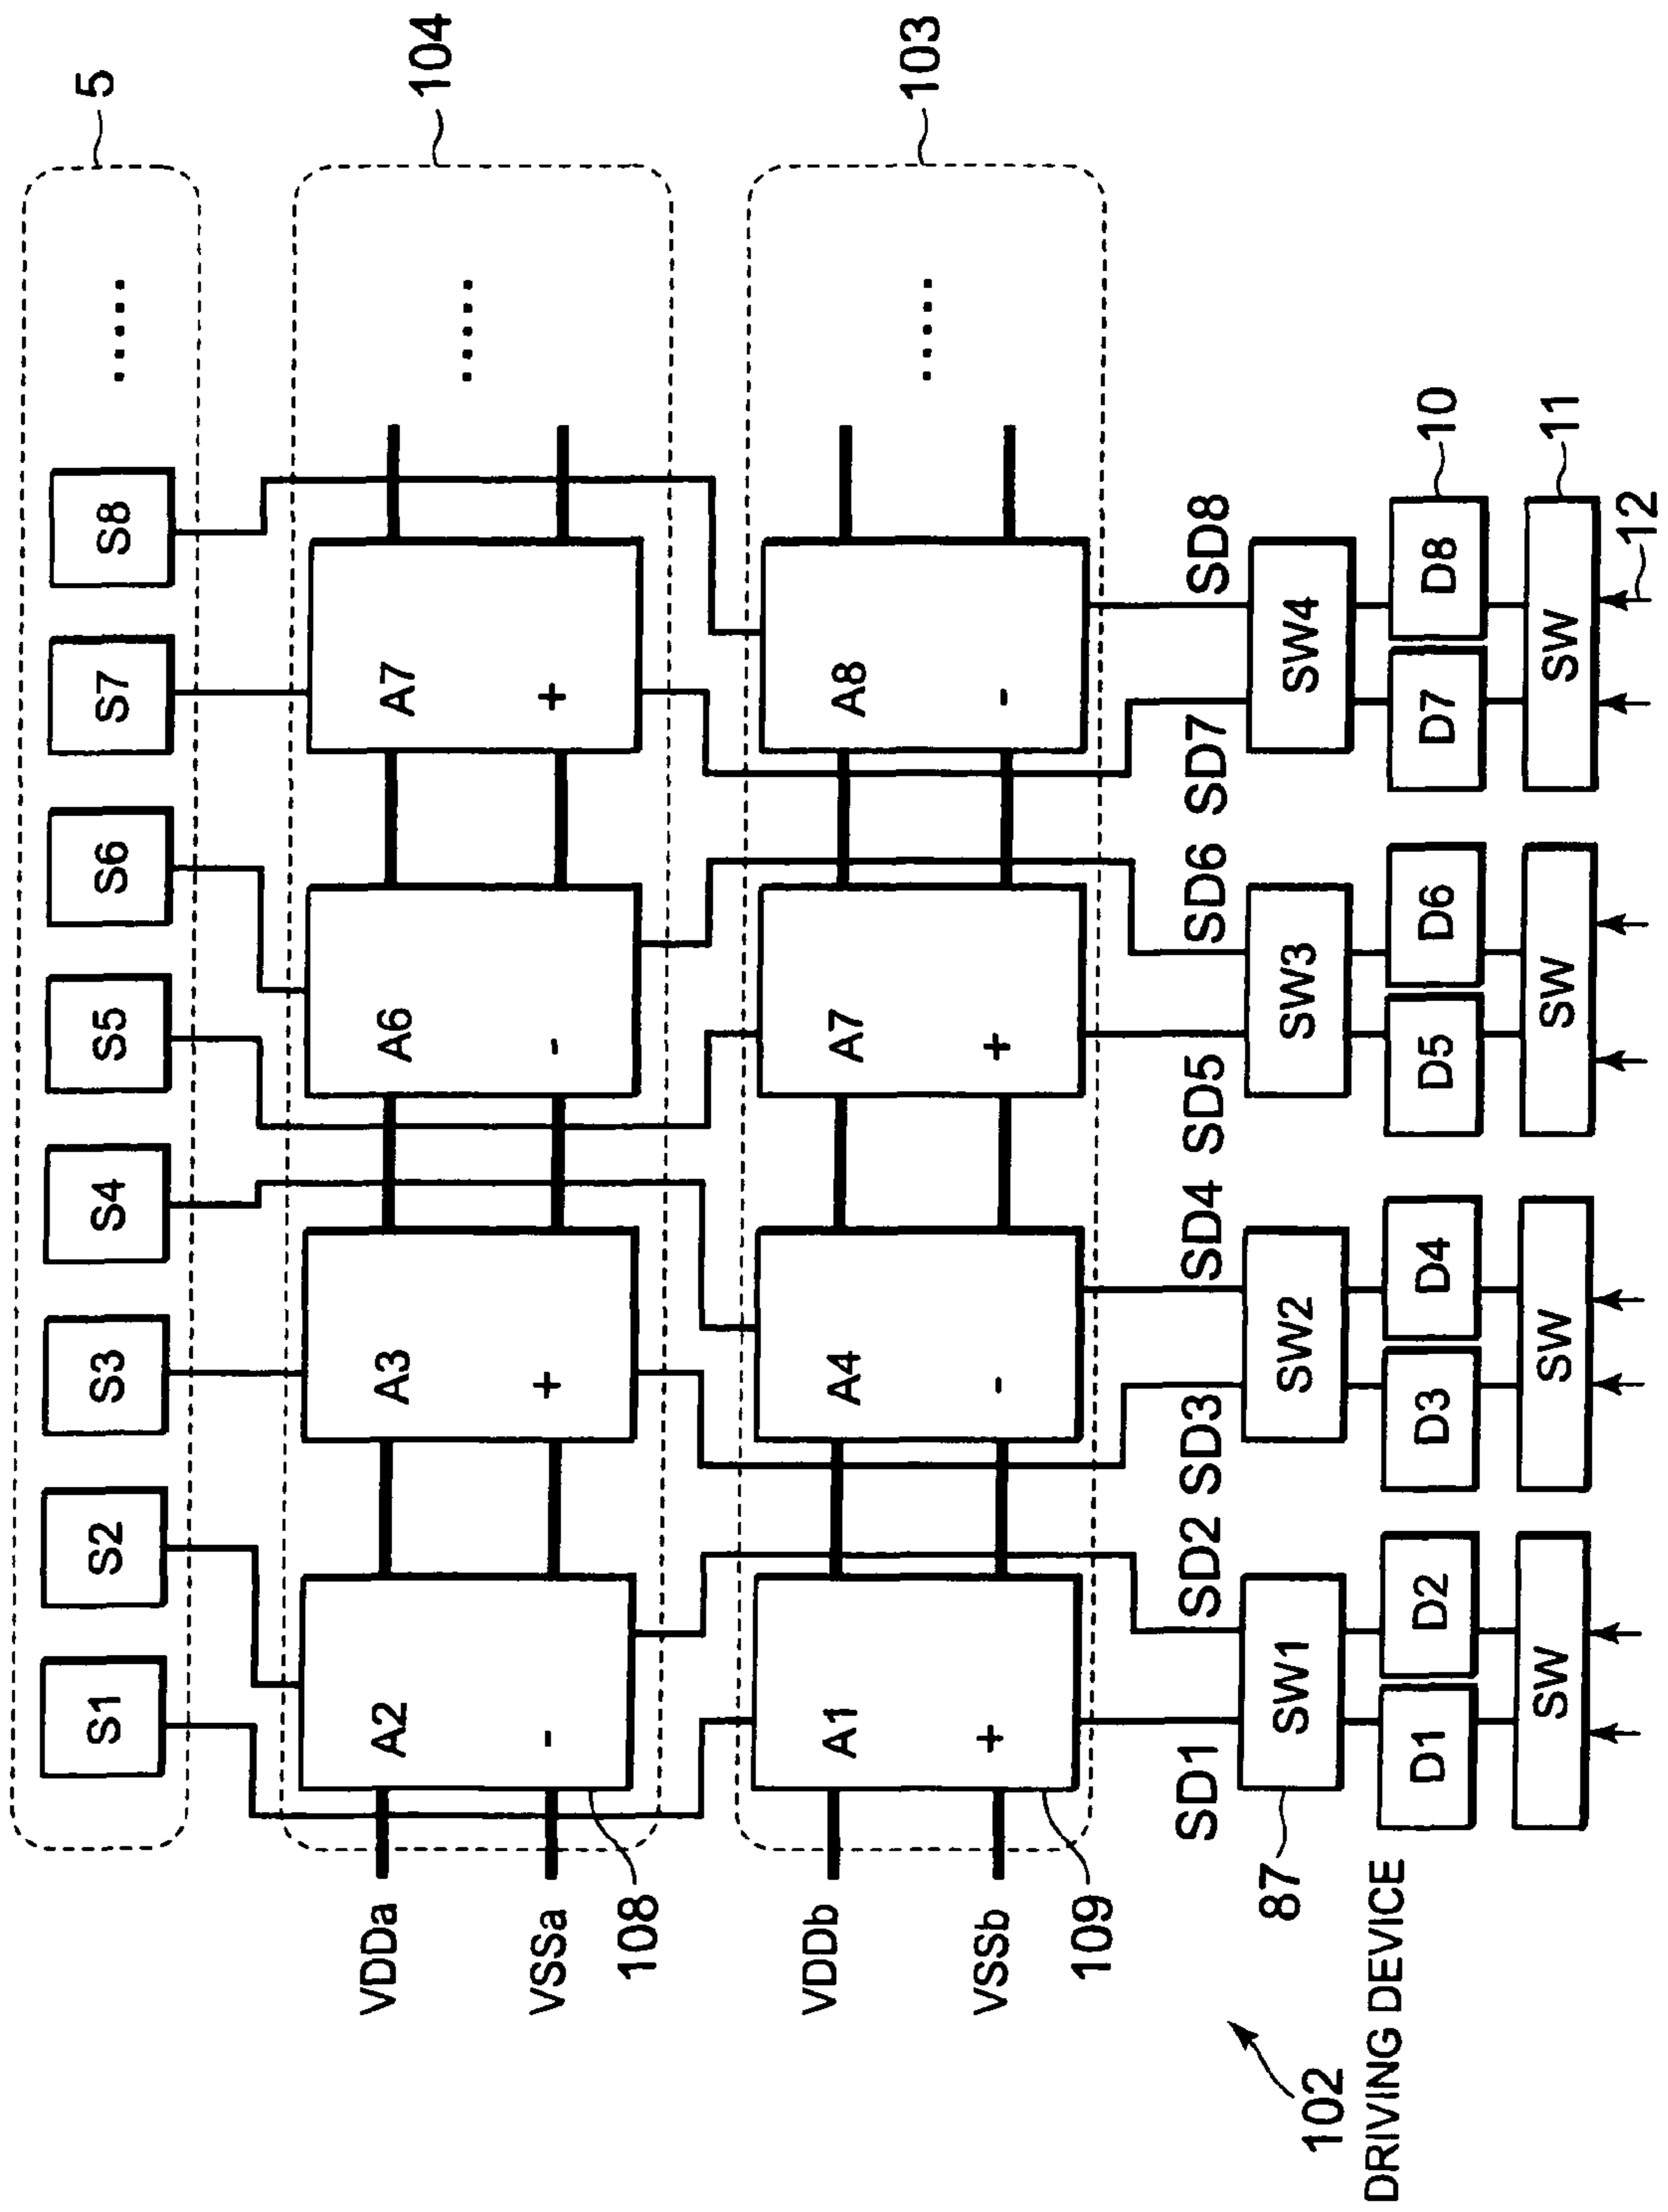 5
S1 S2 S3 S4 S5 S6 S7 S8 .....
104
VDDa
A2 A3 A6 A7 .....
VSSa
- + - +
108
103
VDDb
A1 A4 A7 A8 .....
VSSb
+ - + -
109
SD1 SD2 SD3 SD4 SD5 SD6 SD7 SD8
87
SW1 SW2 SW3 SW4
10
D1 D2 D3 D4 D5 D6 D7 D8
11
SW SW SW SW
12
102
DRIVING DEVICE